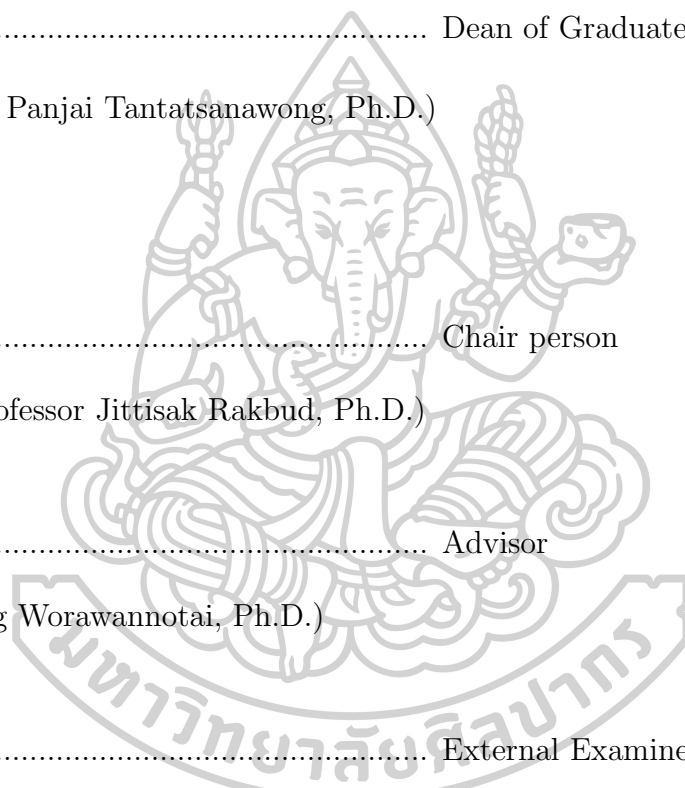 ................................................ Dean of Graduate
Panjai Tantatsanawong, Ph.D.)
................................................ Chair person
ofessor Jittisak Rakbud, Ph.D.)
................................................ Advisor
g Worawannotai, Ph.D.)
................................................ External Examine
มหาวิทยาลัยศิลปากร